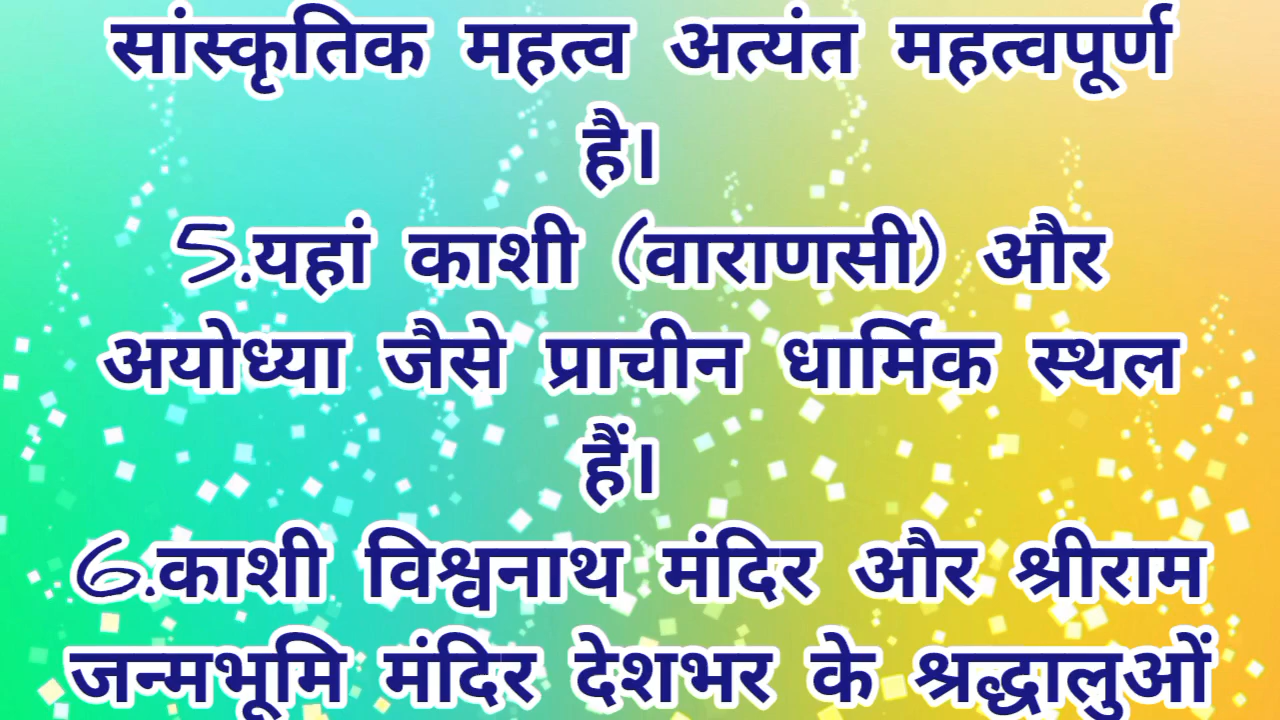 सांस्कृतिक महत्व अत्यंत महत्वपूर्ण
है।
5.यहां काशी (वाराणसी) और
अयोध्या जैसे प्राचीन धार्मिक स्थल
हैं।
6.काशी विश्वनाथ मंदिर और श्रीराम
जन्मभूमि मंदिर देशभर के श्रद्धालुओं